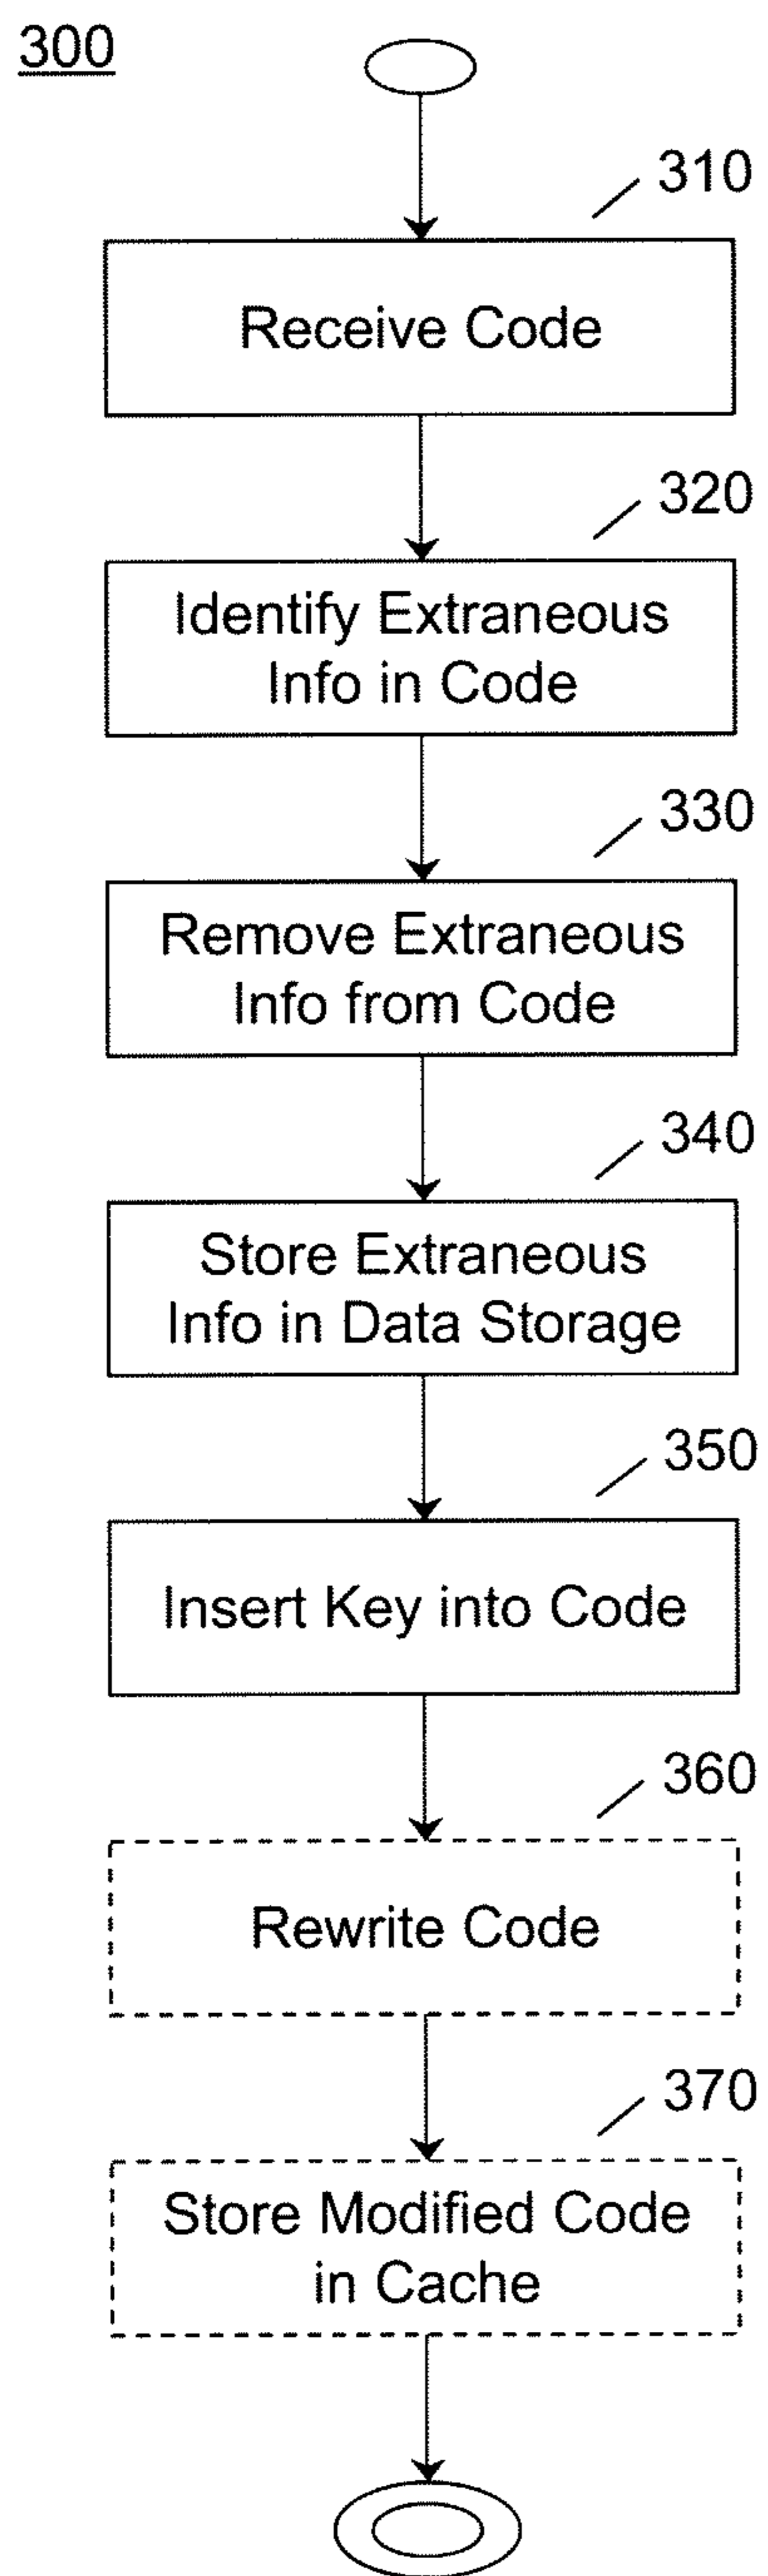 300
310
Receive Code
320
Identify Extraneous
Info in Code
330
Remove Extraneous
Info from Code
340
Store Extraneous
Info in Data Storage
350
Insert Key into Code
360
Rewrite Code
370
Store Modified Code
in Cache